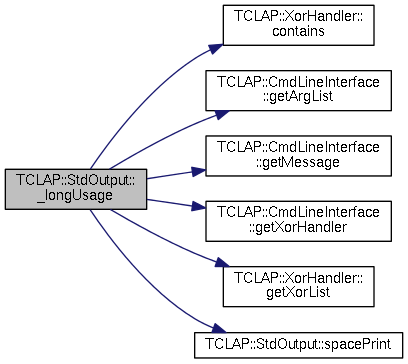 TCLAP::StdOutput::
_longUsage
TCLAP::XorHandler::
contains
TCLAP::CmdLineInterface
::getArgList
TCLAP::CmdLineInterface
::getMessage
TCLAP::CmdLineInterface
::getXorHandler
TCLAP::XorHandler::
getXorList
TCLAP::StdOutput::spacePrint